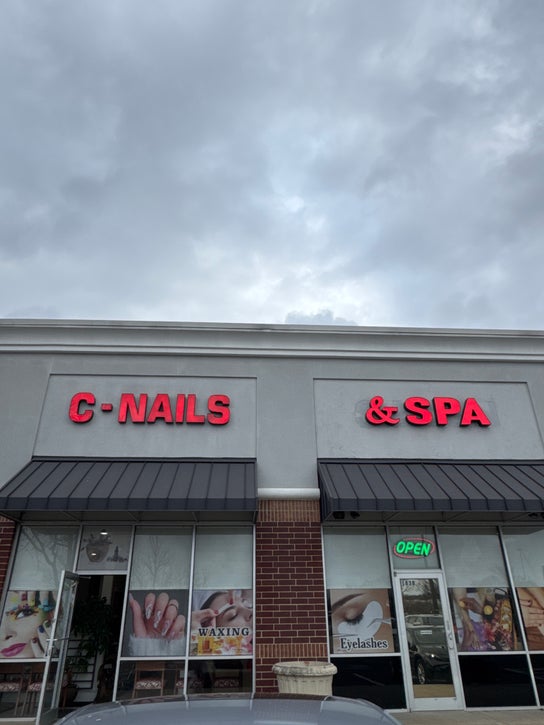 C-NAILS
&SPA
OPEN
WAXING
Eyelashes